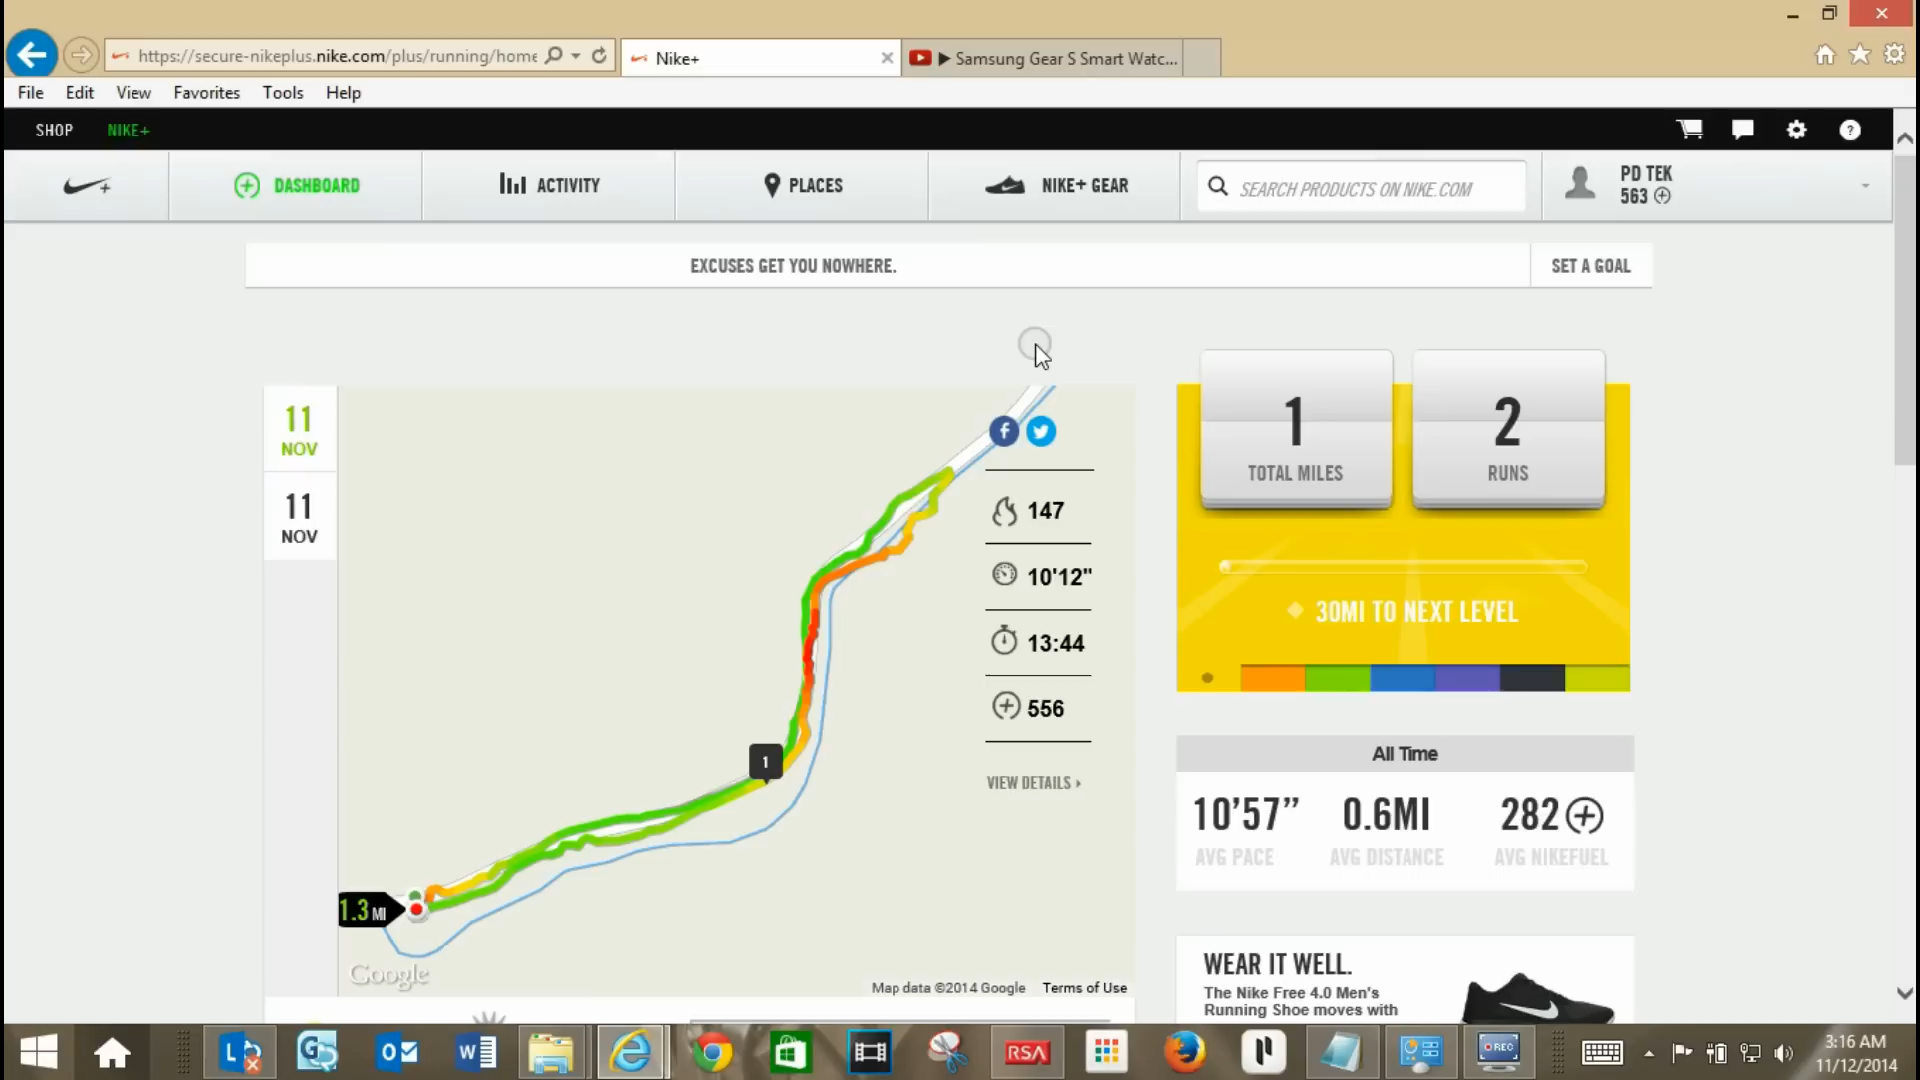 https://secure-nikeplus.nike.com/plus/running/home
Nike+
▶ Samsung Gear S Smart Watc...
File Edit View Favorites Tools Help
SHOP NIKE+
DASHBOARD ACTIVITY PLACES NIKE+ GEAR SEARCH PRODUCTS ON NIKE.COM
PD TEK
563
EXCUSES GET YOU NOWHERE. SET A GOAL
11
NOV
11
NOV
147
10'12"
13:44
556
VIEW DETAILS
1
1.3 MI
Google
Map data ©2014 Google Terms of Use
1
TOTAL MILES
2
RUNS
30MI TO NEXT LEVEL
All Time
10'57" 0.6MI 282
AVG PACE AVG DISTANCE AVG NIKEFUEL
WEAR IT WELL.
The Nike Free 4.0 Men's
Running Shoe moves with
RSA
REC
3:16 AM
11/12/2014